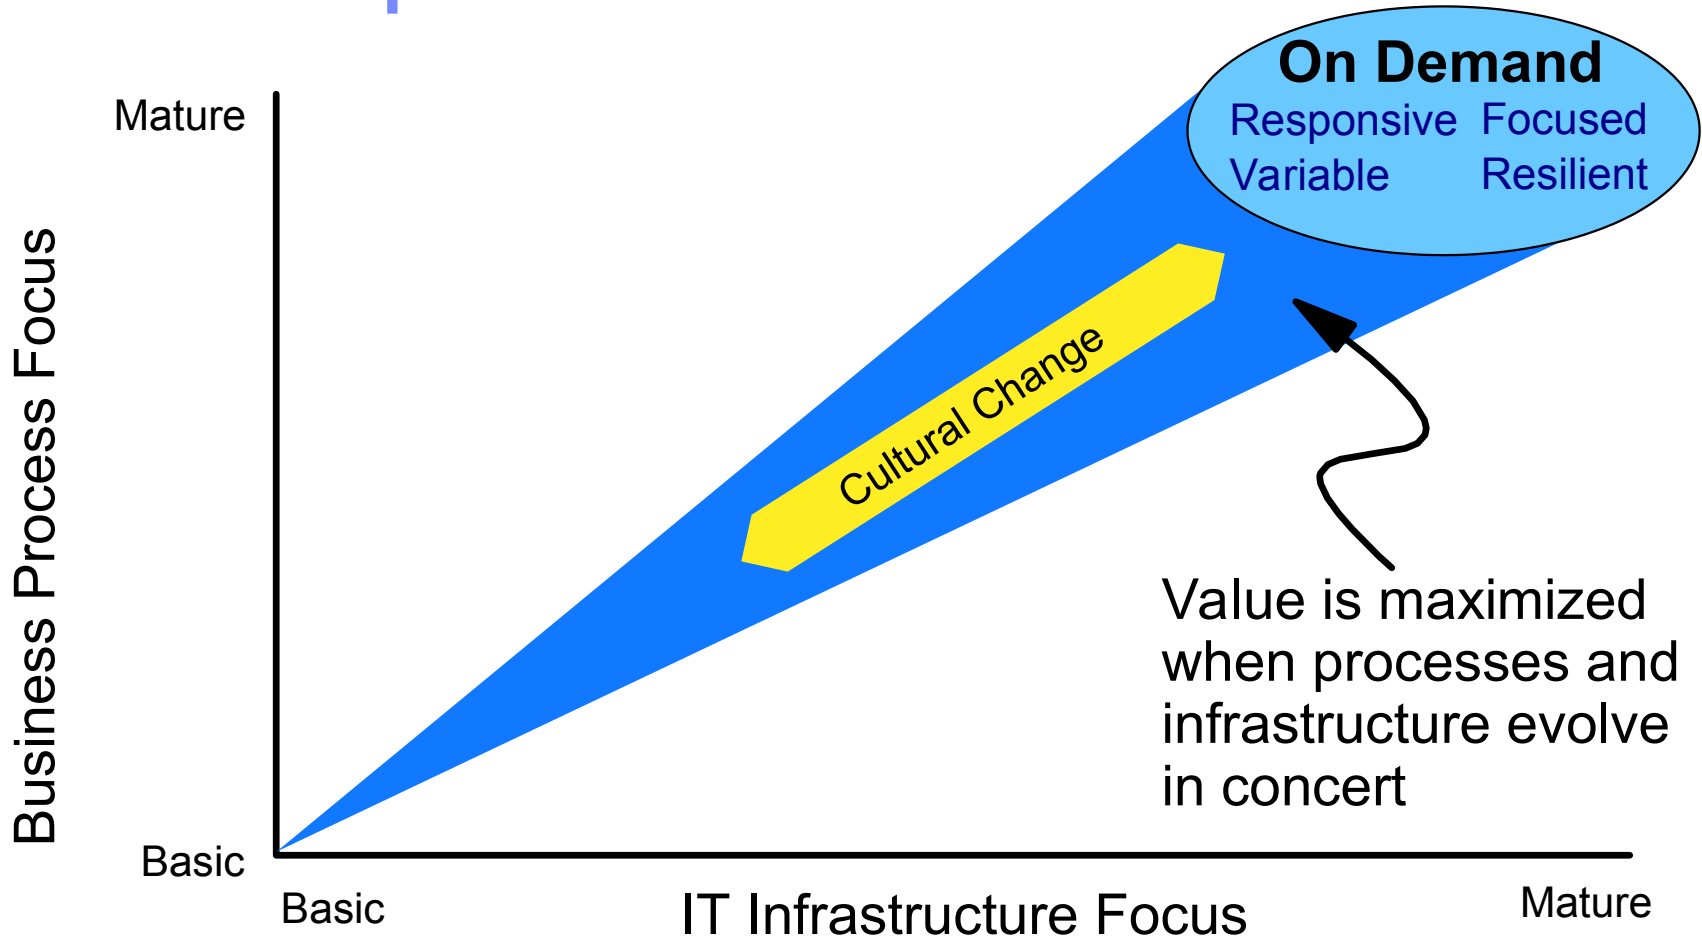 On Demand
Responsive Focused
Variable Resilient
Mature
Business Process Focus
Cultural Change
Value is maximized
when processes and
infrastructure evolve
in concert
Basic
Basic
IT Infrastructure Focus
Mature